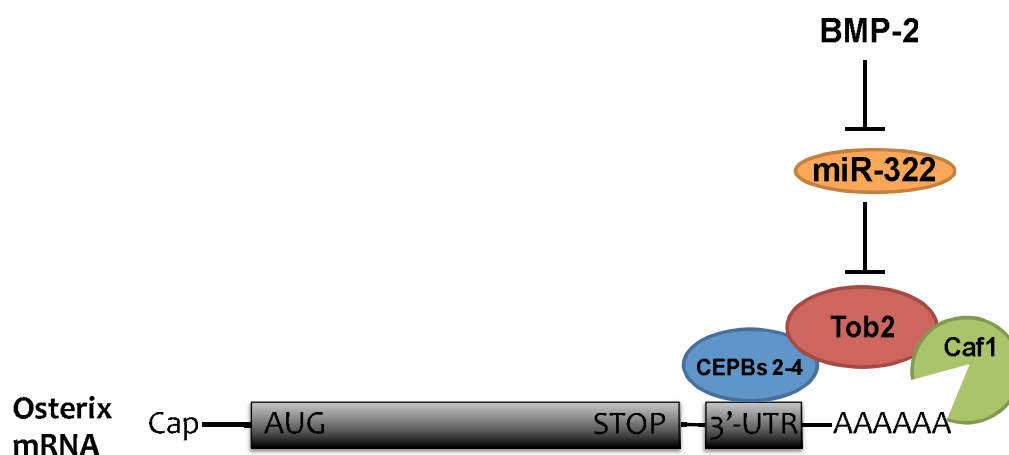 BMP-2
miR-322
Tob2
Caf1
CEPBs 2-4
Osterix
mRNA
Cap
AUG
STOP
3’-UTR
AAAAAA